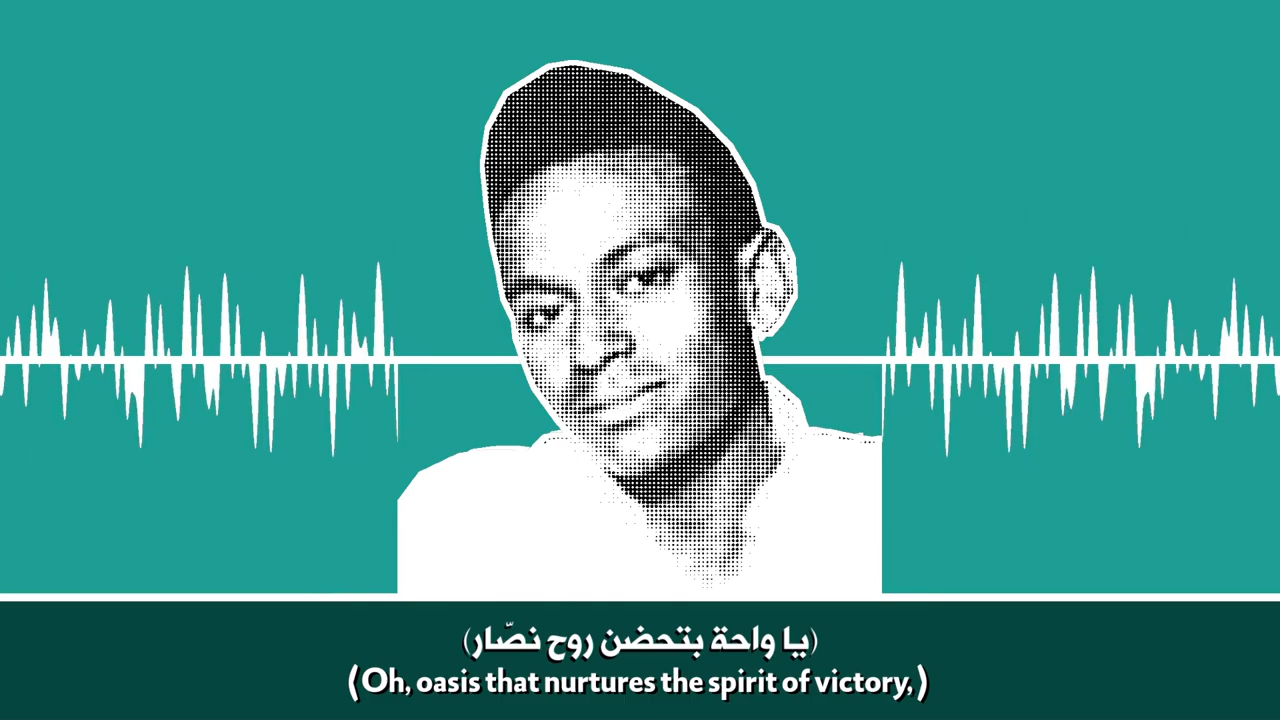 (يا واحة بتحضن روح نصّار)
(Oh, oasis that nurtures the spirit of victory,)